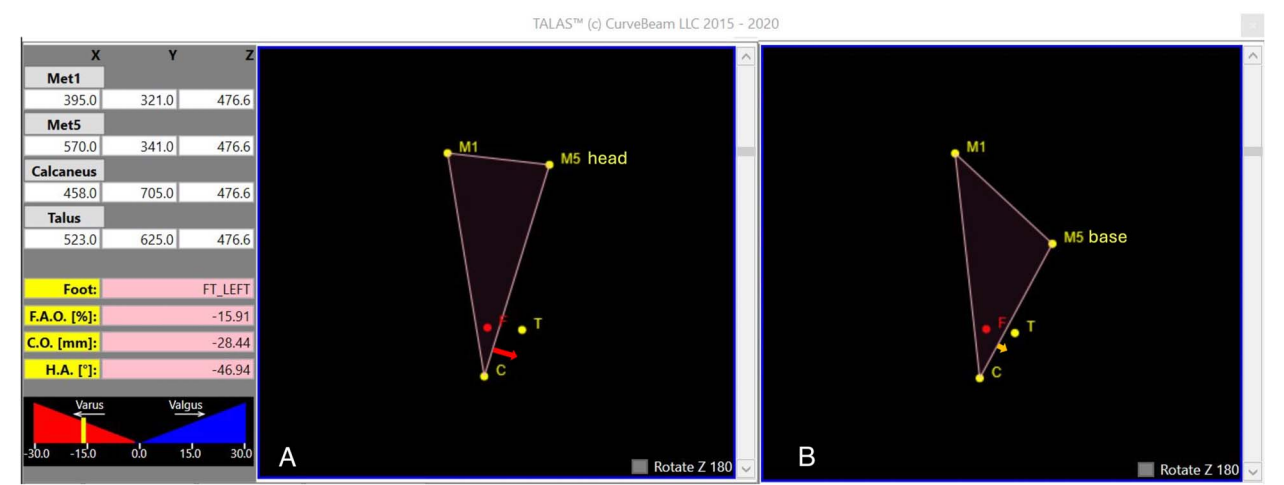 TALAS™ (c) CurveBeam LLC 2015 - 2020
X Y Z
Met1
395.0 321.0 476.6
Met5
570.0 341.0 476.6
Calcaneus
458.0 705.0 476.6
Talus
523.0 625.0 476.6
Foot: FT_LEFT
F.A.O. [%]: -15.91
C.O. [mm]: -28.44
H.A. [°]: -46.94
Varus Valgus
-30.0 -15.0 0.0 15.0 30.0
M1
M5 head
F T
C
A
Rotate Z 180
M1
M5 base
F T
C
B
Rotate Z 180